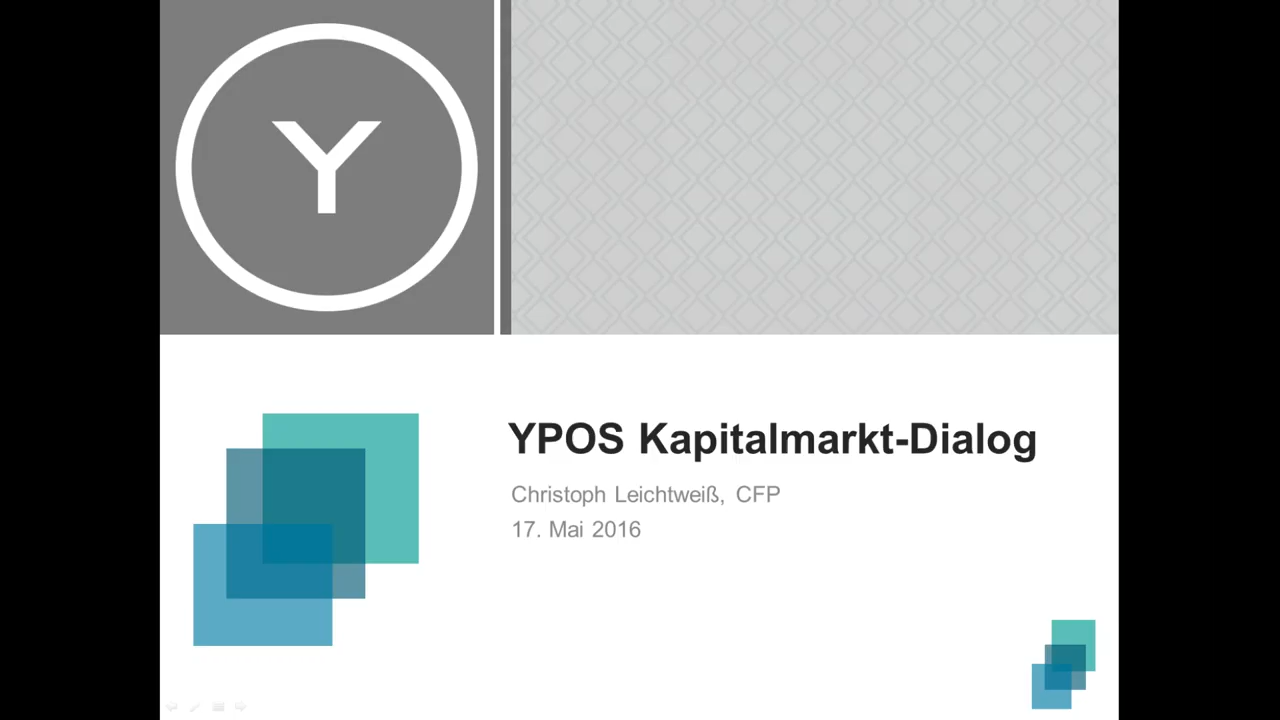 Y
YPOS Kapitalmarkt-Dialog
Christoph Leichtweiß, CFP
17. Mai 2016